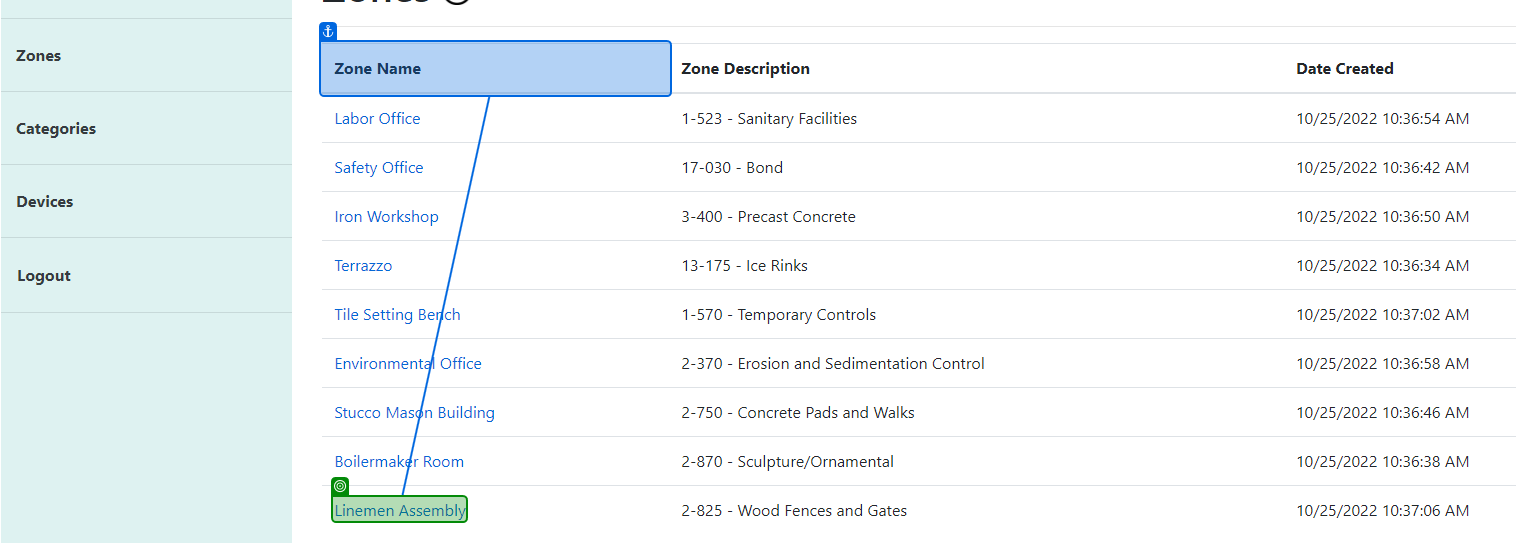 Zones
Zones
Categories
Devices
Logout
Zone Name Zone Description Date Created
Labor Office 1-523 - Sanitary Facilities 10/25/2022 10:36:54 AM
Safety Office 17-030 - Bond 10/25/2022 10:36:42 AM
Iron Workshop 3-400 - Precast Concrete 10/25/2022 10:36:50 AM
Terrazzo 13-175 - Ice Rinks 10/25/2022 10:36:34 AM
Tile Setting Bench 1-570 - Temporary Controls 10/25/2022 10:37:02 AM
Environmental Office 2-370 - Erosion and Sedimentation Control 10/25/2022 10:36:58 AM
Stucco Mason Building 2-750 - Concrete Pads and Walks 10/25/2022 10:36:46 AM
Boilermaker Room 2-870 - Sculpture/Ornamental 10/25/2022 10:36:38 AM
Linemen Assembly 2-825 - Wood Fences and Gates 10/25/2022 10:37:06 AM